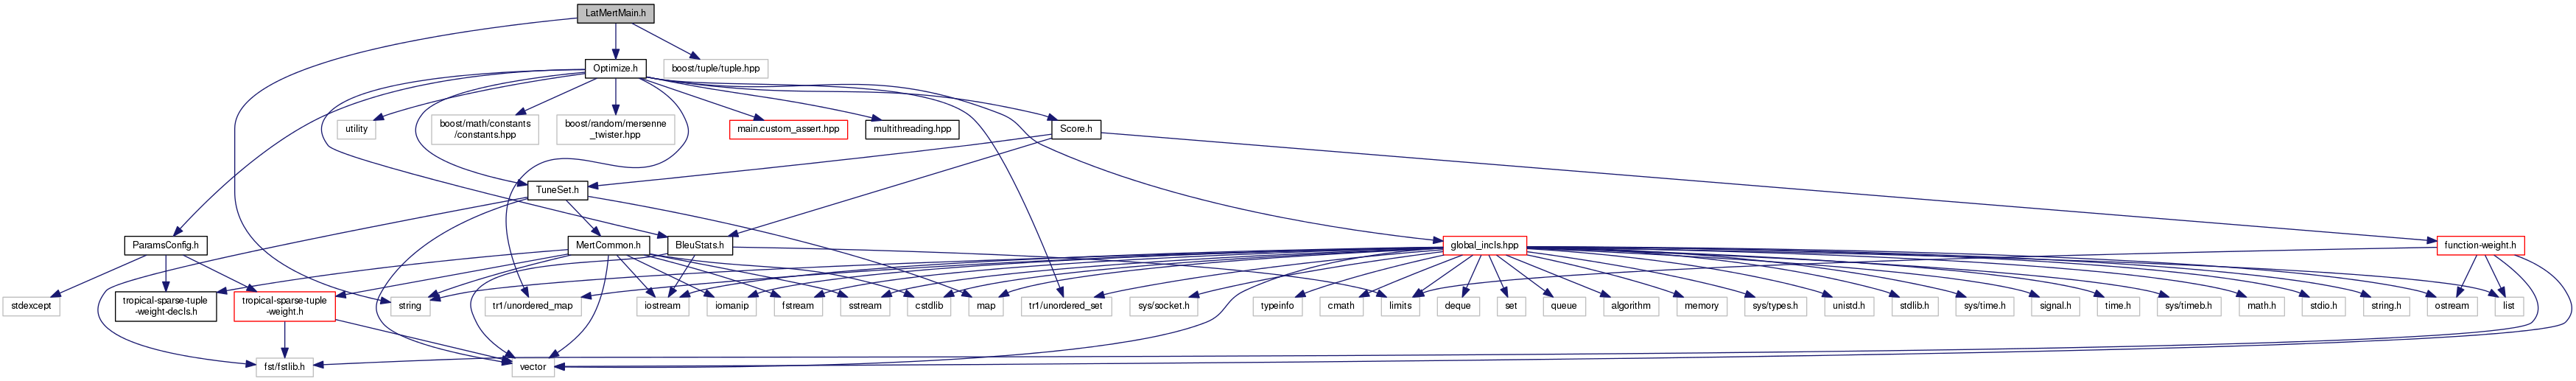 LatMertMain.h
Optimize.h
boost/tuple/tuple.hpp
utility
boost/math/constants
/constants.hpp
boost/random/mersenne
_twister.hpp
main.custom_assert.hpp
multithreading.hpp
Score.h
TuneSet.h
ParamsConfig.h
MertCommon.h
BleuStats.h
global_incls.hpp
function-weight.h
stdexcept
tropical-sparse-tuple
-weight-decls.h
tropical-sparse-tuple
-weight.h
string
tr1/unordered_map
iostream
iomanip
fstream
sstream
cstdlib
map
tr1/unordered_set
sys/socket.h
typeinfo
cmath
limits
deque
set
queue
algorithm
memory
sys/types.h
unistd.h
stdlib.h
sys/time.h
signal.h
time.h
sys/timeb.h
math.h
stdio.h
string.h
ostream
list
fst/fstlib.h
vector